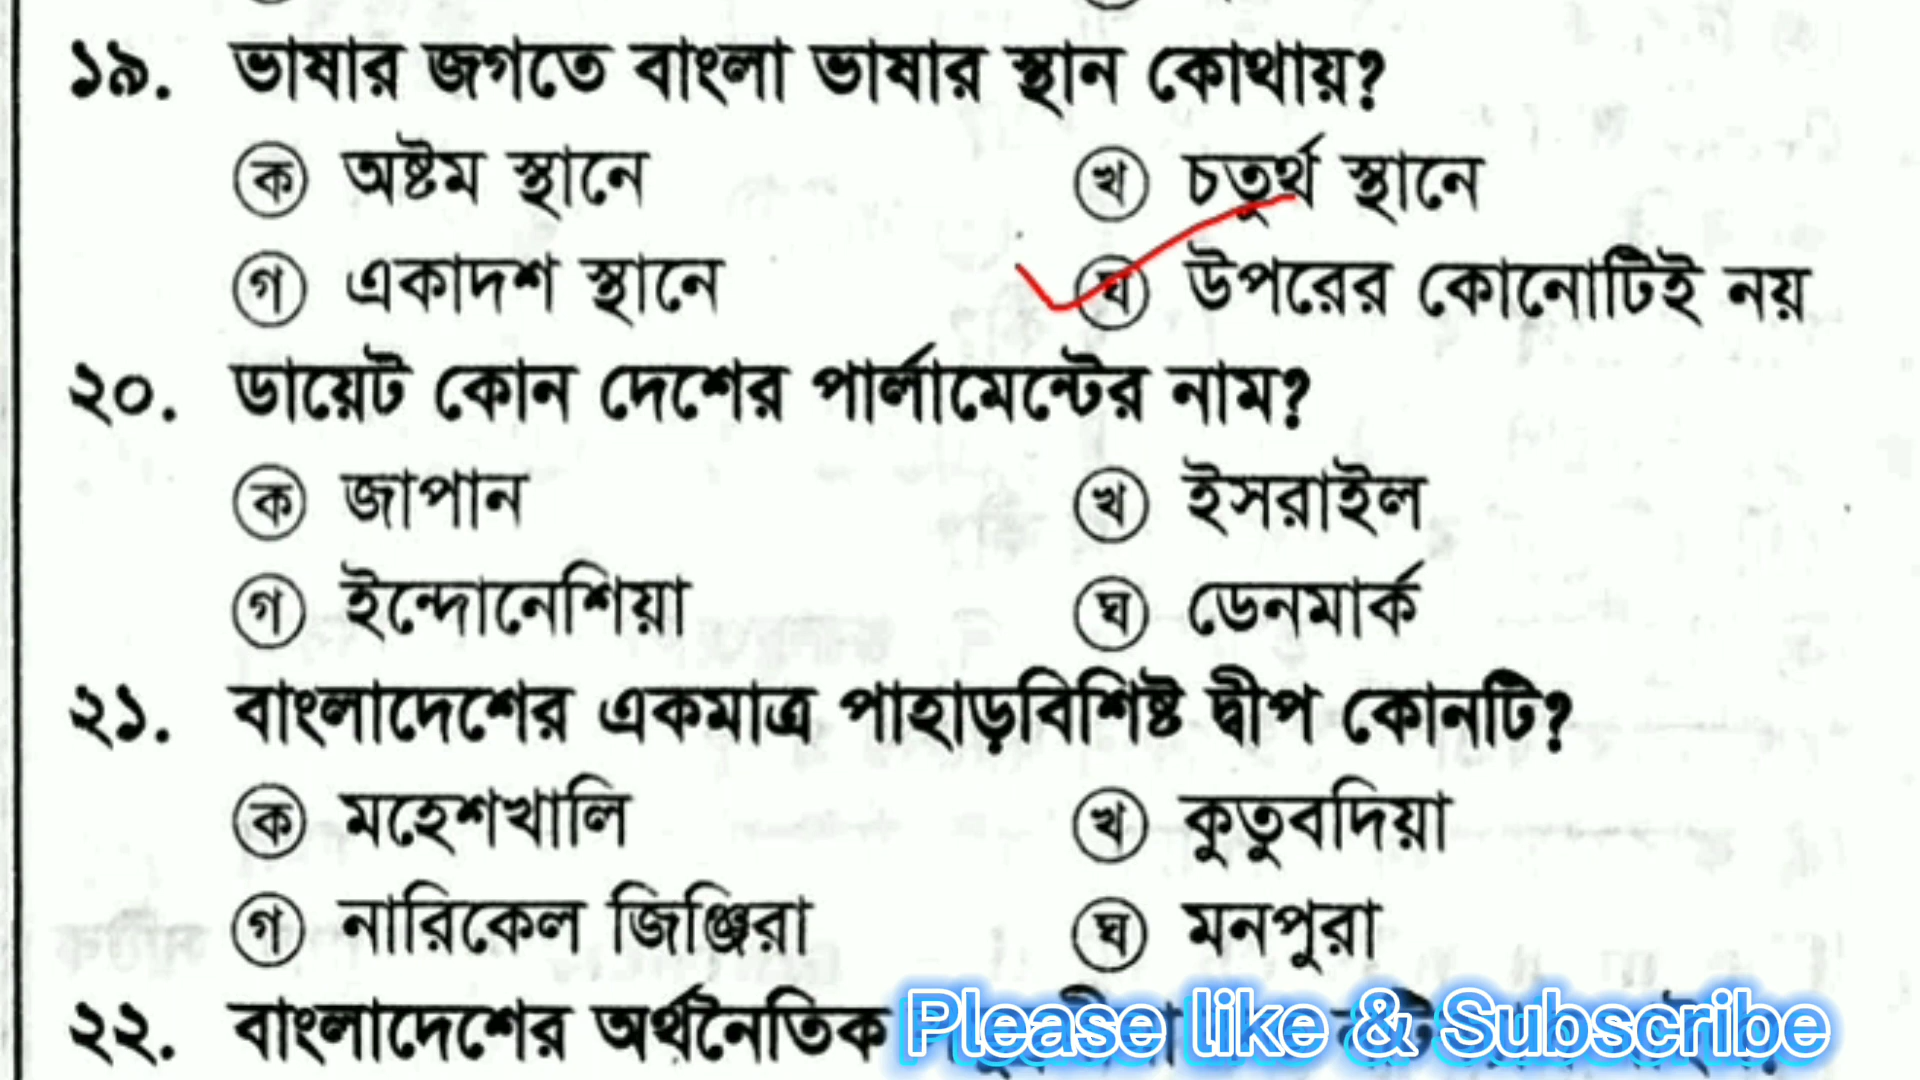 ১৯. ভাষার জগতে বাংলা ভাষার স্থান কোথায়?
ক অষ্টম স্থানে খ চতুর্থ স্থানে
গ একাদশ স্থানে ঘ উপরের কোনোটিই নয়
২০. ডায়েট কোন দেশের পার্লামেন্টের নাম?
ক জাপান খ ইসরাইল
গ ইন্দোনেশিয়া ঘ ডেনমার্ক
২১. বাংলাদেশের একমাত্র পাহাড়বিশিষ্ট দ্বীপ কোনটি?
ক মহেশখালি খ কুতুবদিয়া
গ নারিকেল জিঞ্জিরা ঘ মনপুরা
২২. বাংলাদেশের অর্থনৈতিক
Please like & Subscribe